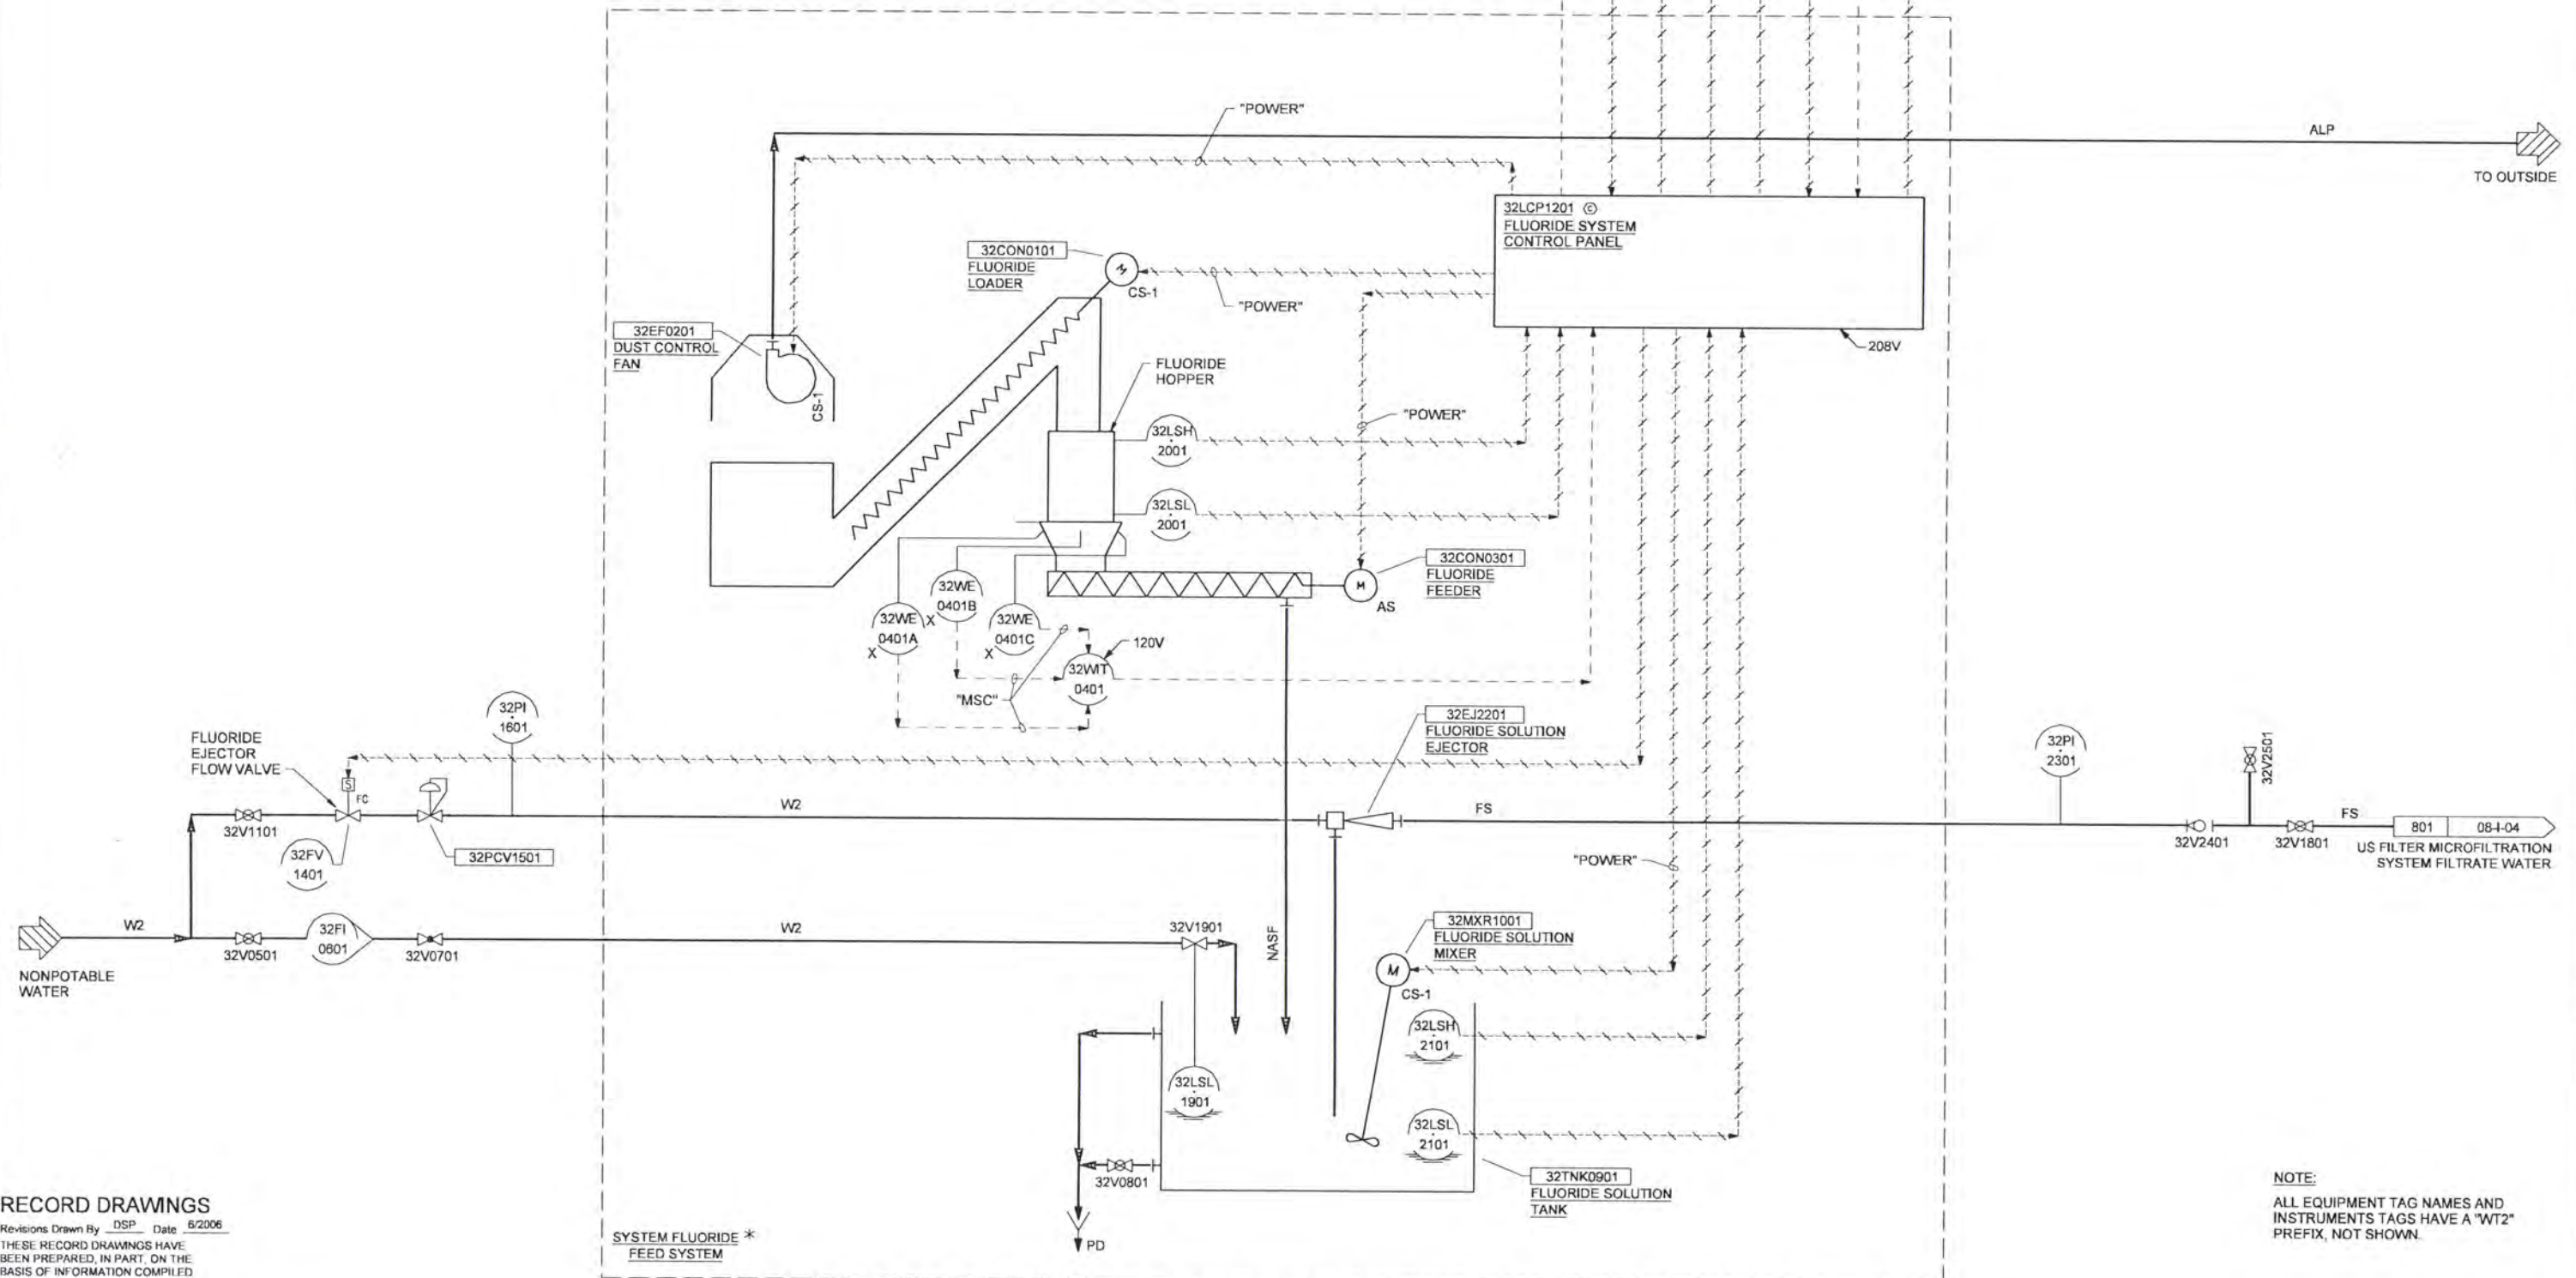 "POWER"
ALP
TO OUTSIDE
32LCP1201 ©
FLUORIDE SYSTEM
CONTROL PANEL
32CON0101
FLUORIDE
LOADER
M
CS-1
"POWER"
32EF0201
DUST CONTROL
FAN
CS-1
208V
FLUORIDE
HOPPER
"POWER"
32LSH
2001
32LSL
2001
32CON0301
FLUORIDE
FEEDER
M
AS
32WE
0401A
X
32WE
0401B
X
32WE
0401C
X
120V
32WIT
0401
"MSC"
32PI
1601
FLUORIDE
EJECTOR
FLOW VALVE
S
FC
32V1101
32FV
1401
32PCV1501
W2
32EJ2201
FLUORIDE SOLUTION
EJECTOR
FS
32PI
2301
32V2501
32V2401
32V1801
FS
801 08-I-04
US FILTER MICROFILTRATION
SYSTEM FILTRATE WATER
"POWER"
W2
NONPOTABLE
WATER
32V0501
32FI
0601
32V0701
W2
32V1901
NASF
32MXR1001
FLUORIDE SOLUTION
MIXER
M
CS-1
32LSH
2101
32LSL
1901
32LSL
2101
32V0801
32TNK0901
FLUORIDE SOLUTION
TANK
PD
SYSTEM FLUORIDE *
FEED SYSTEM
RECORD DRAWINGS
Revisions Drawn By DSP Date 6/2006
THESE RECORD DRAWINGS HAVE
BEEN PREPARED, IN PART, ON THE
BASIS OF INFORMATION COMPILED
NOTE:
ALL EQUIPMENT TAG NAMES AND
INSTRUMENTS TAGS HAVE A "WT2"
PREFIX, NOT SHOWN.